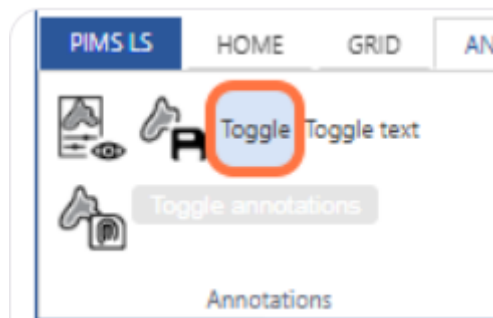 PIMS LS HOME GRID AN
Toggle Toggle text
Toggle annotations
Annotations